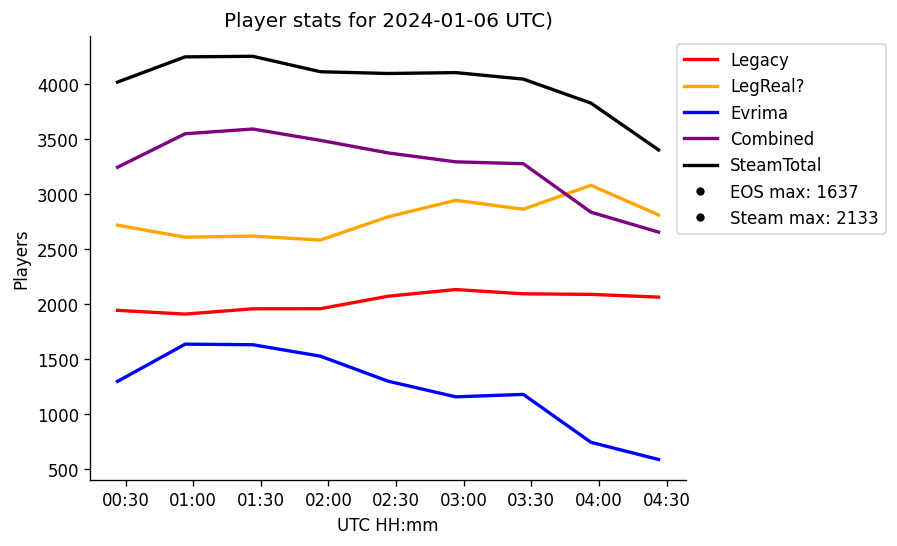 Player stats for 2024-01-06 UTC)
Legacy
LegReal?
Evrima
Combined
SteamTotal
EOS max: 1637
Steam max: 2133
Players
4000
3500
3000
2500
2000
1500
1000
500
00:30 01:00 01:30 02:00 02:30 03:00 03:30 04:00 04:30
UTC HH:mm